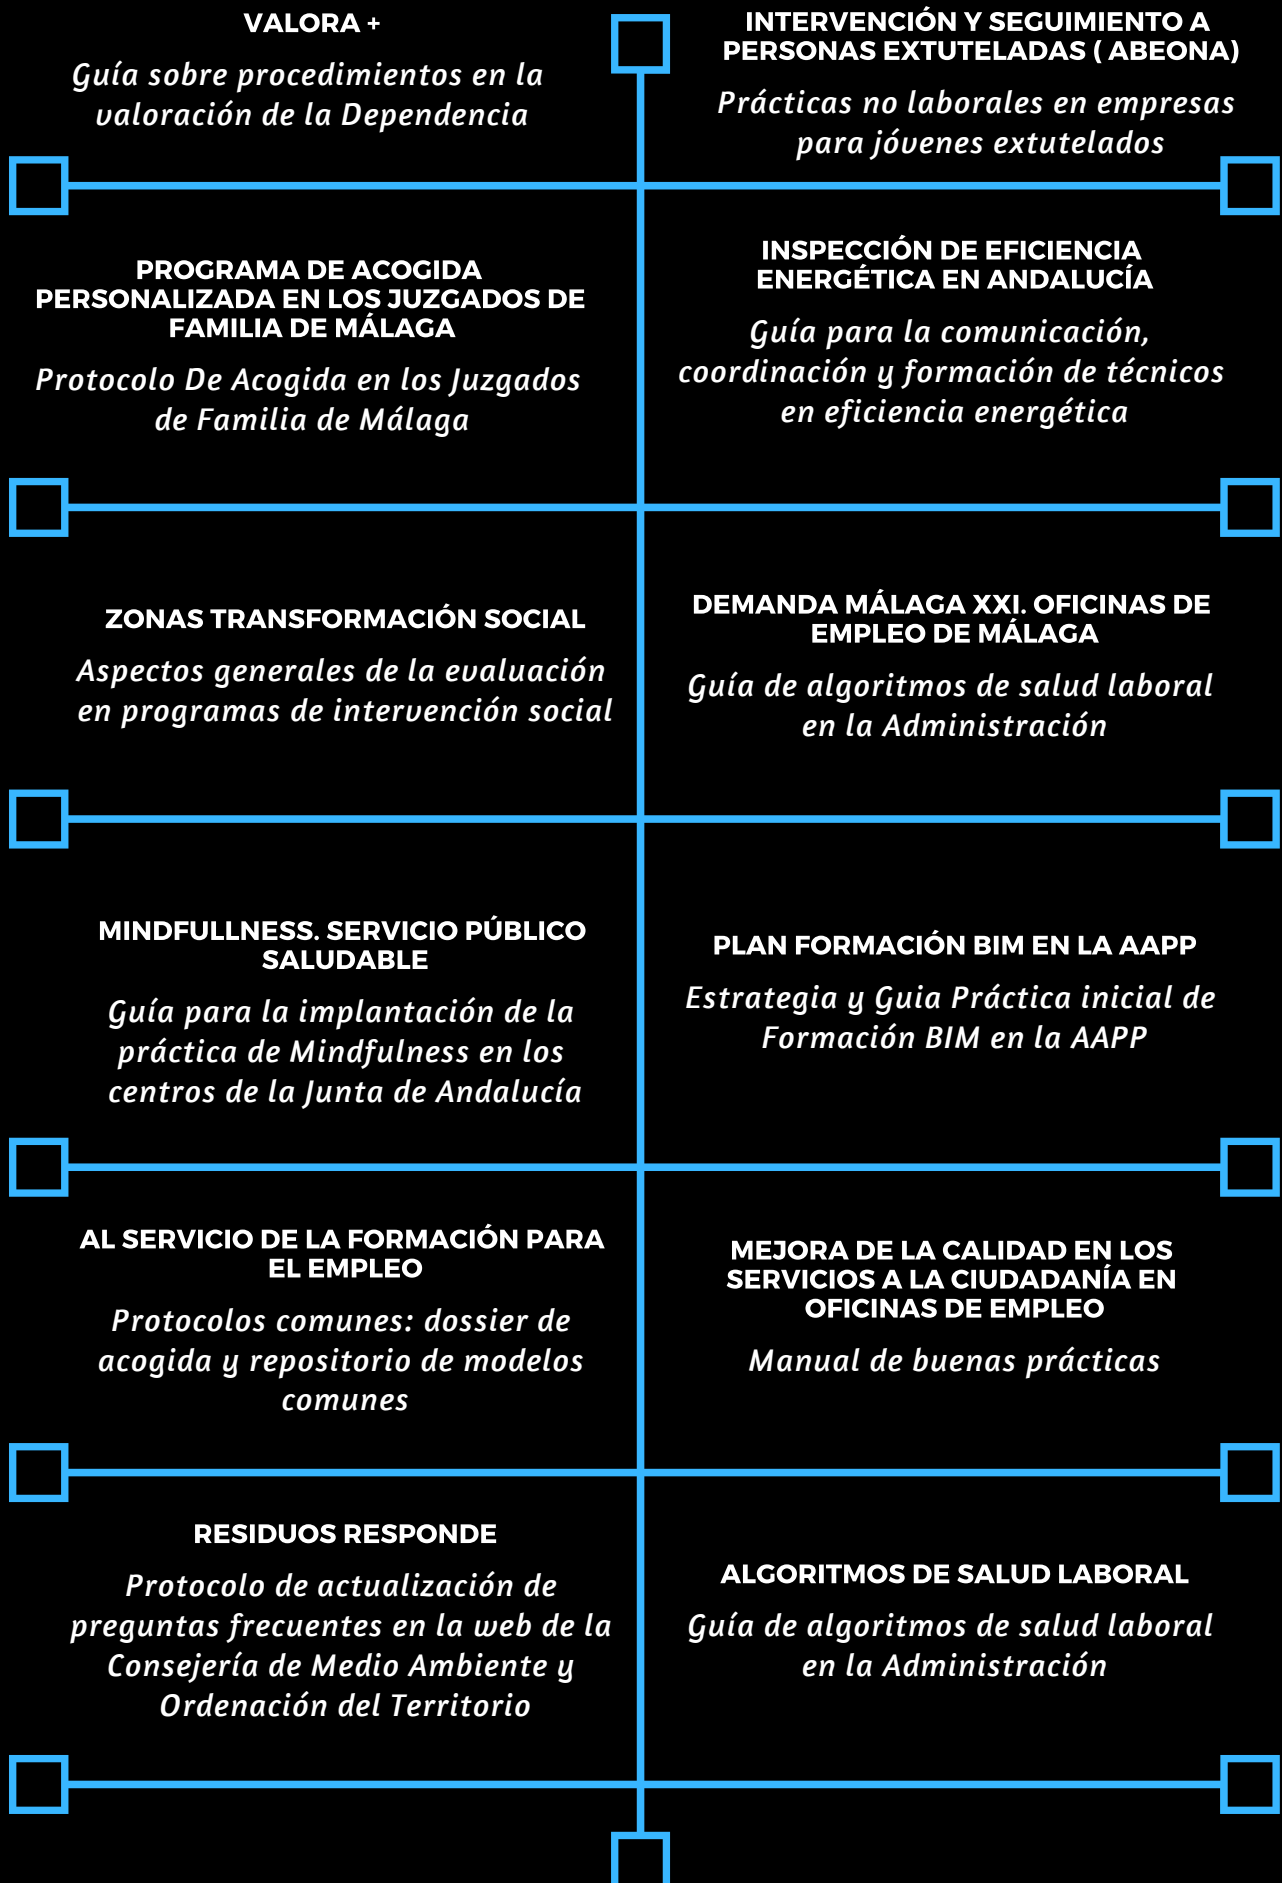 VALORA +
Guía sobre procedimientos en la
valoración de la Dependencia
INTERVENCIÓN Y SEGUIMIENTO A
PERSONAS EXTUTELADAS ( ABEONA)
Prácticas no laborales en empresas
para jóvenes extutelados
PROGRAMA DE ACOGIDA
PERSONALIZADA EN LOS JUZGADOS DE
FAMILIA DE MÁLAGA
Protocolo De Acogida en los Juzgados
de Familia de Málaga
INSPECCIÓN DE EFICIENCIA
ENERGÉTICA EN ANDALUCÍA
Guía para la comunicación,
coordinación y formación de técnicos
en eficiencia energética
ZONAS TRANSFORMACIÓN SOCIAL
Aspectos generales de la evaluación
en programas de intervención social
DEMANDA MÁLAGA XXI. OFICINAS DE
EMPLEO DE MÁLAGA
Guía de algoritmos de salud laboral
en la Administración
MINDFULLNESS. SERVICIO PÚBLICO
SALUDABLE
Guía para la implantación de la
práctica de Mindfulness en los
centros de la Junta de Andalucía
PLAN FORMACIÓN BIM EN LA AAPP
Estrategia y Guia Práctica inicial de
Formación BIM en la AAPP
AL SERVICIO DE LA FORMACIÓN PARA
EL EMPLEO
Protocolos comunes: dossier de
acogida y repositorio de modelos
comunes
MEJORA DE LA CALIDAD EN LOS
SERVICIOS A LA CIUDADANÍA EN
OFICINAS DE EMPLEO
Manual de buenas prácticas
RESIDUOS RESPONDE
Protocolo de actualización de
preguntas frecuentes en la web de la
Consejería de Medio Ambiente y
Ordenación del Territorio
ALGORITMOS DE SALUD LABORAL
Guía de algoritmos de salud laboral
en la Administración